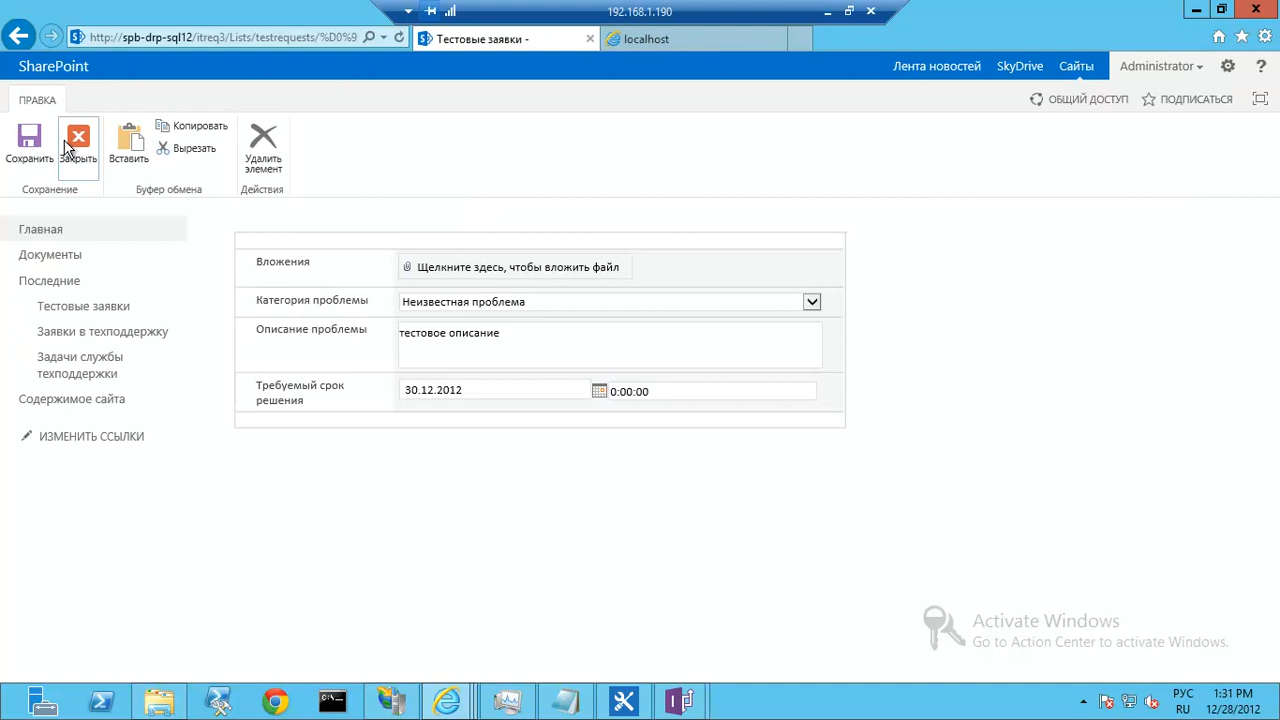 192.168.1.190
http://spb-drp-sql12/itreq3/Lists/testrequests/%D0%9
Тестовые заявки -
localhost
SharePoint
Лента новостей
SkyDrive
Сайты
Administrator
?
ПРАВКА
ОБЩИЙ ДОСТУП
ПОДПИСАТЬСЯ
Сохранить
Закрыть
Вставить
Копировать
Вырезать
Удалить
элемент
Сохранение
Буфер обмена
Действия
Главная
Документы
Последние
Тестовые заявки
Заявки в техподдержку
Задачи службы
техподдержки
Содержимое сайта
ИЗМЕНИТЬ ССЫЛКИ
Вложения
Щелкните здесь, чтобы вложить файл
Категория проблемы
Неизвестная проблема
Описание проблемы
тестовое описание
Требуемый срок
решения
30.12.2012
0:00:00
Activate Windows
Go to Action Center to activate Windows.
РУС
RU
1:31 PM
12/28/2012